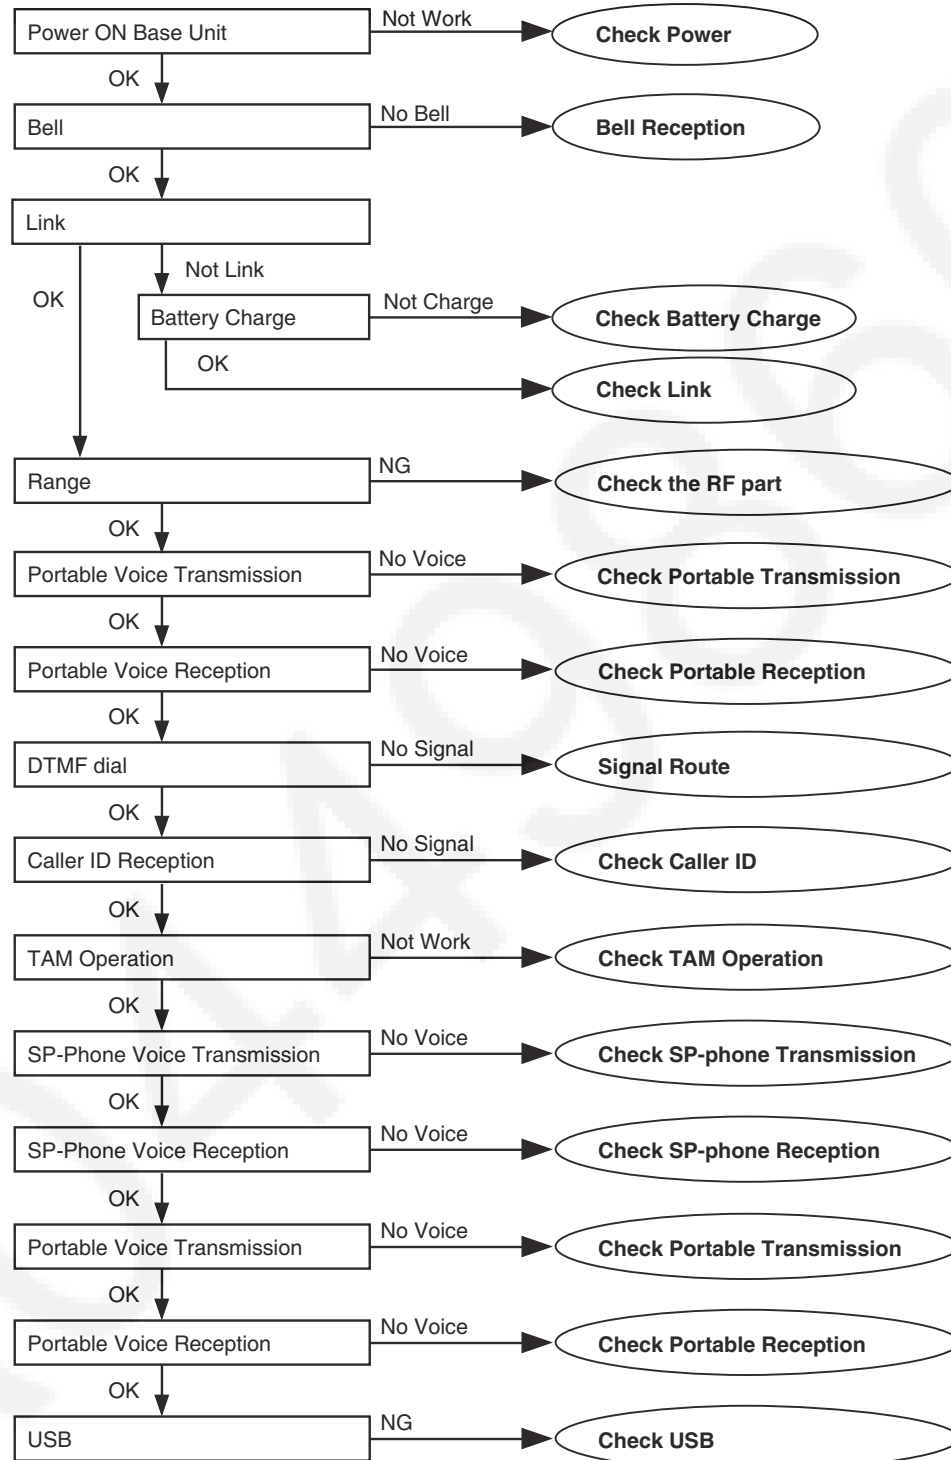 Power ON Base Unit
Not Work
Check Power
OK
Bell
No Bell
Bell Reception
OK
Link
OK
Not Link
Battery Charge
Not Charge
Check Battery Charge
OK
Check Link
Range
NG
Check the RF part
OK
Portable Voice Transmission
No Voice
Check Portable Transmission
OK
Portable Voice Reception
No Voice
Check Portable Reception
OK
DTMF dial
No Signal
Signal Route
OK
Caller ID Reception
No Signal
Check Caller ID
OK
TAM Operation
Not Work
Check TAM Operation
OK
SP-Phone Voice Transmission
No Voice
Check SP-phone Transmission
OK
SP-Phone Voice Reception
No Voice
Check SP-phone Reception
OK
Portable Voice Transmission
No Voice
Check Portable Transmission
OK
Portable Voice Reception
No Voice
Check Portable Reception
OK
USB
NG
Check USB